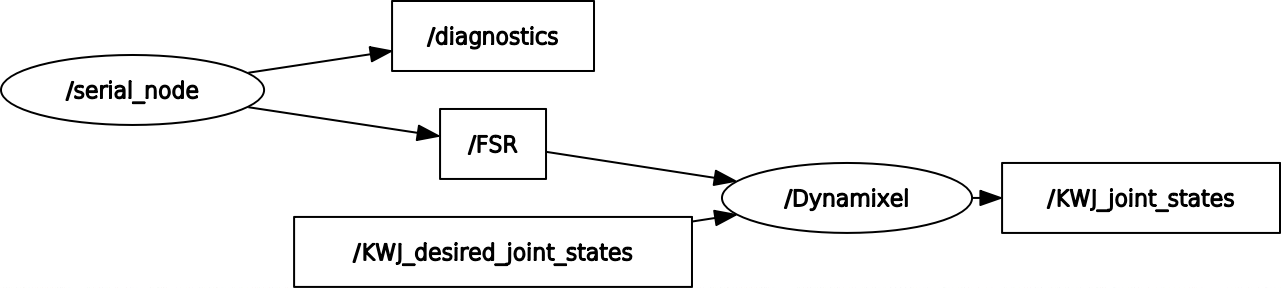 /diagnostics
/serial_node
/FSR
/Dynamixel
/KWJ_joint_states
/KWJ_desired_joint_states